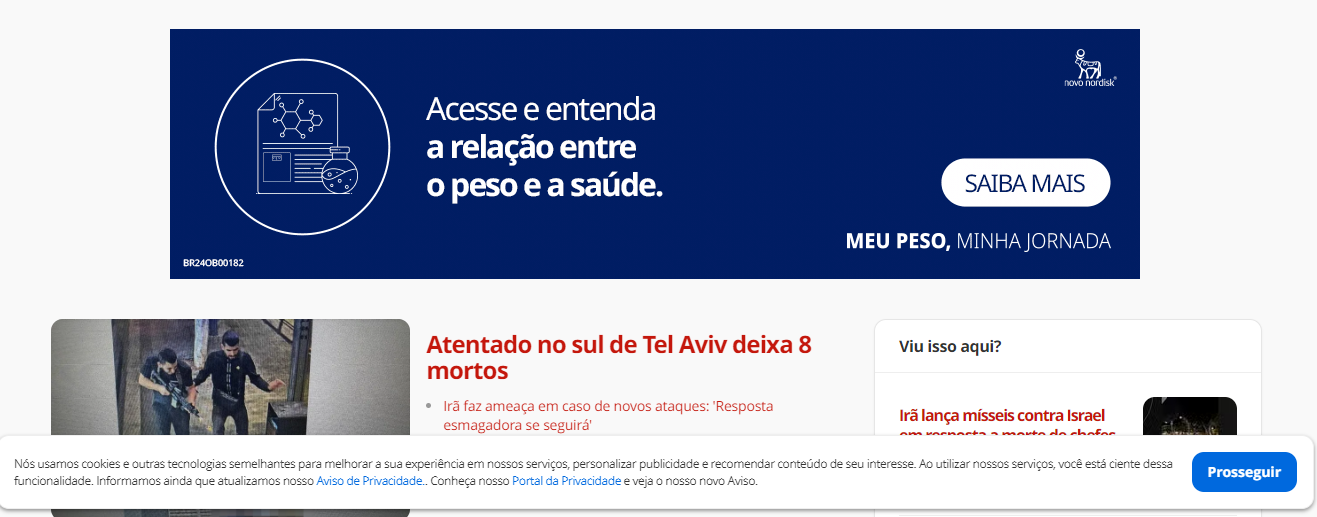 novo nordisk®
Acesse e entenda
a relação entre
o peso e a saúde.
SAIBA MAIS
MEU PESO, MINHA JORNADA
BR24OB00182
Atentado no sul de Tel Aviv deixa 8
mortos
Irã faz ameaça em caso de novos ataques: 'Resposta
esmagadora se seguirá'
Viu isso aqui?
Irã lança mísseis contra Israel
em resposta a morte de chefes
Nós usamos cookies e outras tecnologias semelhantes para melhorar a sua experiência em nossos serviços, personalizar publicidade e recomendar conteúdo de seu interesse. Ao utilizar nossos serviços, você está ciente dessa
funcionalidade. Informamos ainda que atualizamos nosso Aviso de Privacidade.. Conheça nosso Portal da Privacidade e veja o nosso novo Aviso.
Prosseguir